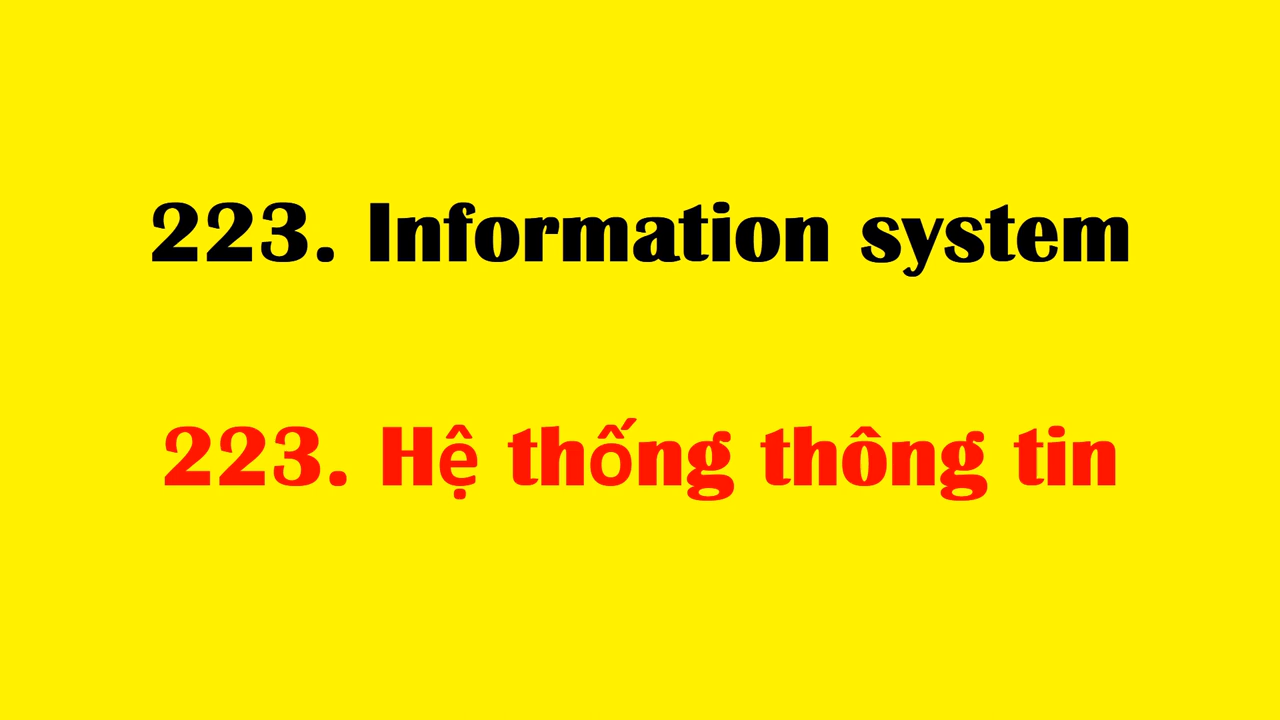 223. Information system
223. Hệ thống thông tin